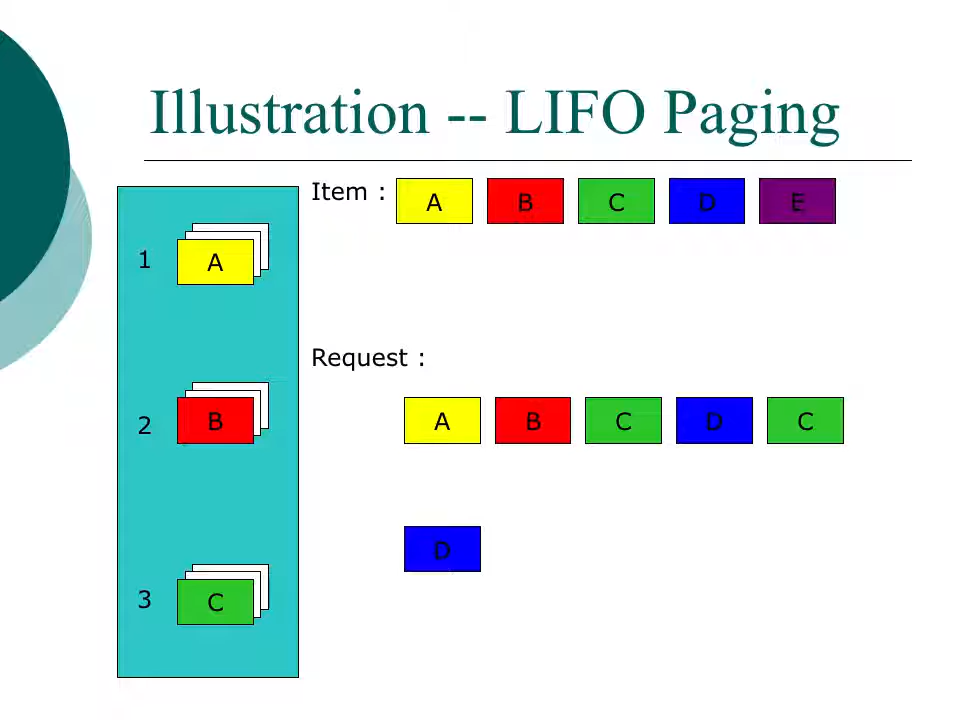 Illustration -- LIFO Paging
Item :
A B C D E
1 A
Request :
2 B
A B C D C
D
3 C